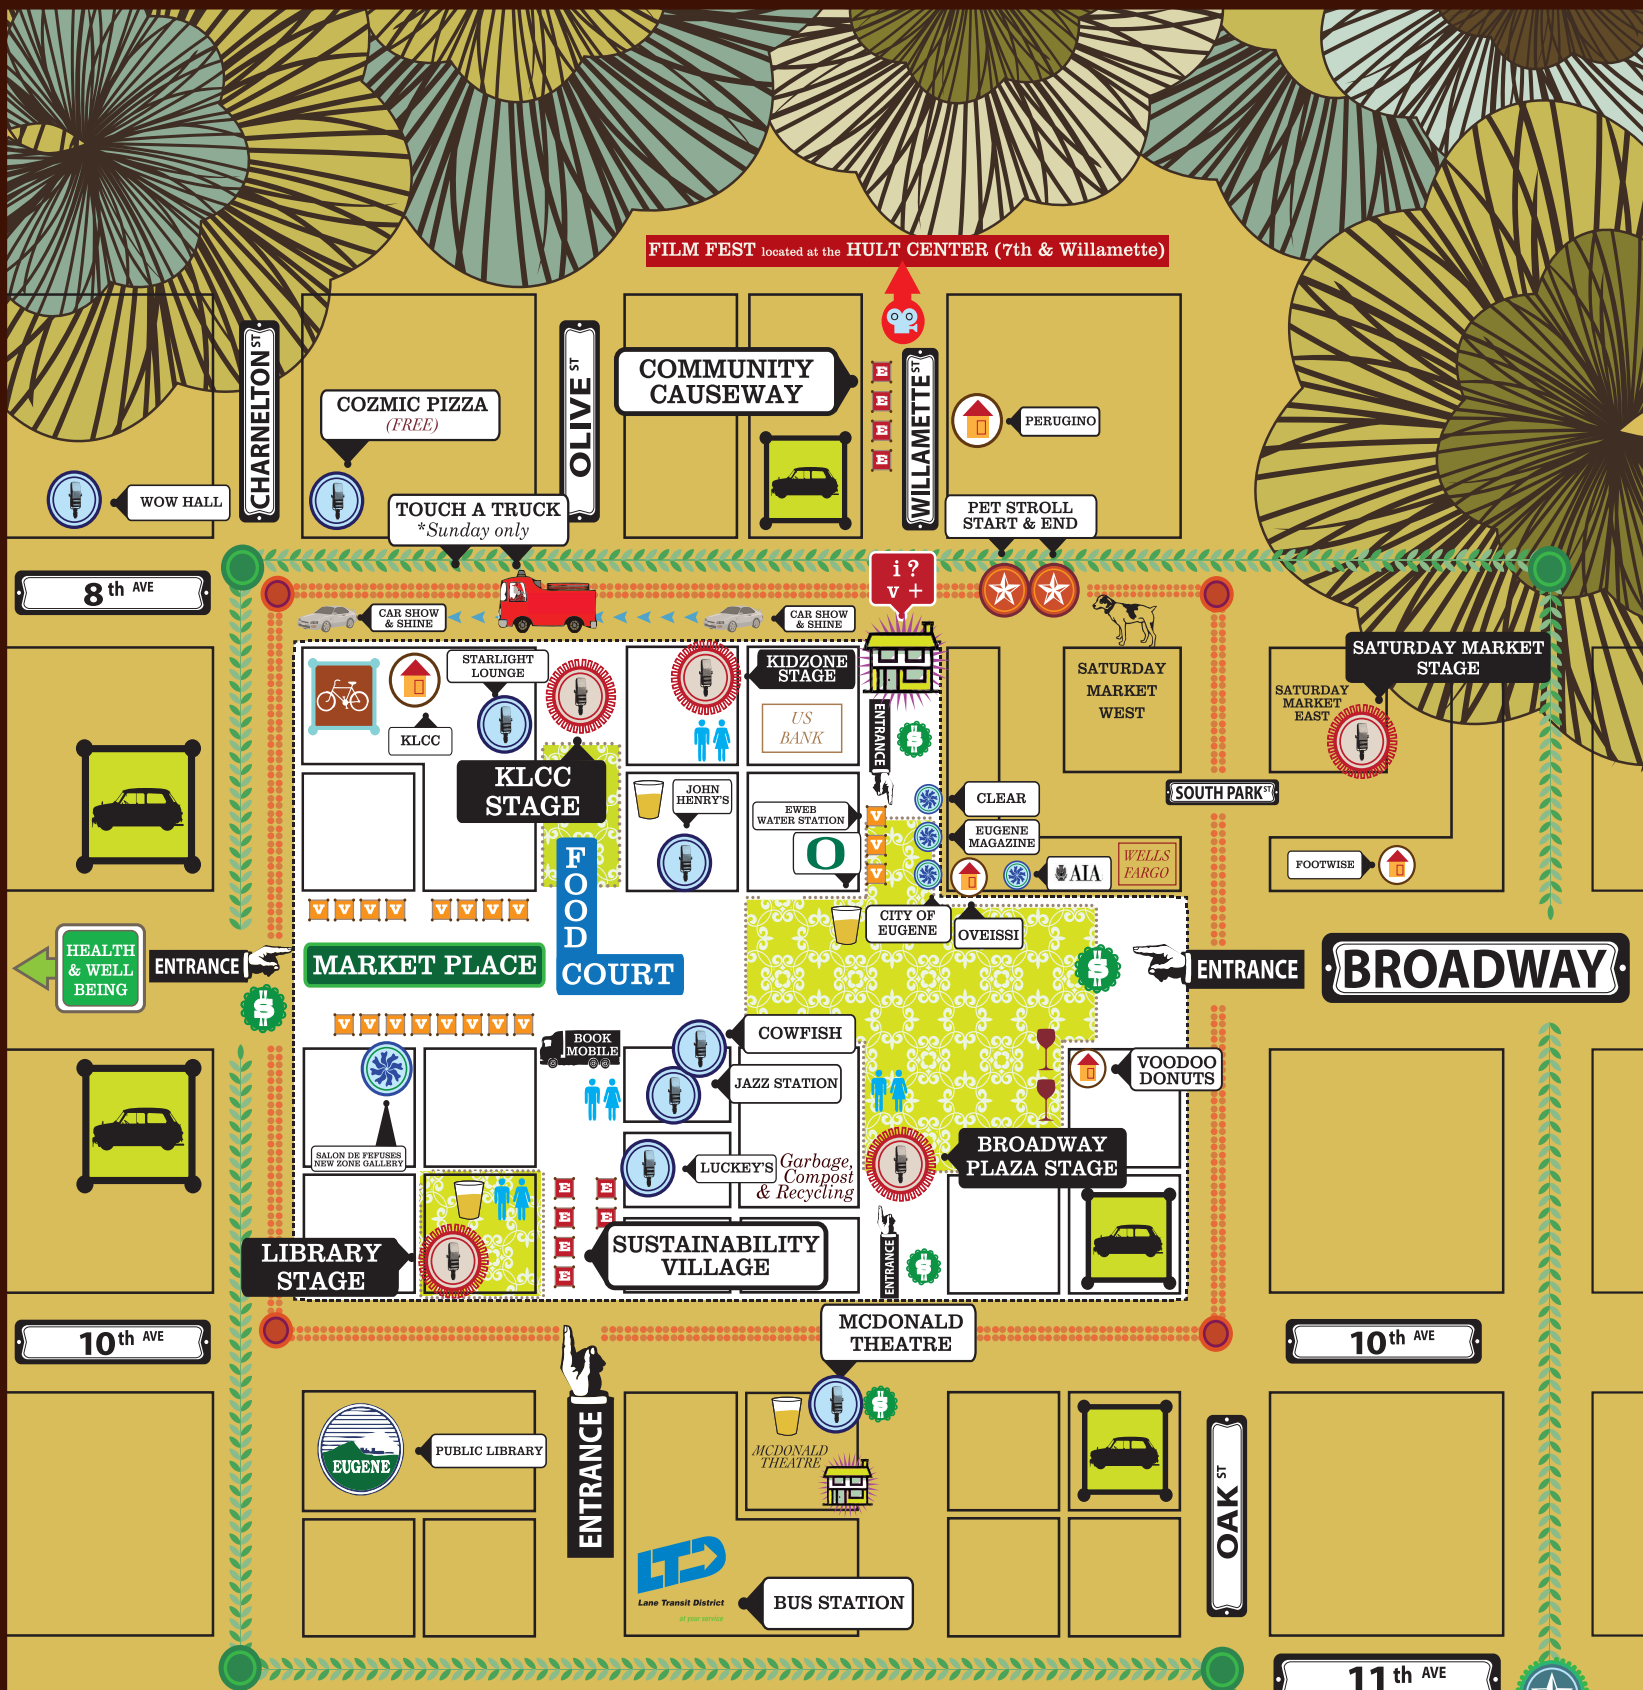 FILM FEST located at the HULT CENTER (7th & Willamette)
CHARNELTON ST
OLIVE ST
COMMUNITY
CAUSEWAY
WILLAMETTE ST
E
E
E
E
COZMIC PIZZA
(FREE)
PERUGINO
WOW HALL
TOUCH A TRUCK
*Sunday only
PET STROLL
START & END
8th AVE
i ?
v +
CAR SHOW
& SHINE
CAR SHOW
& SHINE
STARLIGHT
LOUNGE
KLCC
KIDZONE
STAGE
US
BANK
ENTRANCE
$
SATURDAY
MARKET
WEST
SATURDAY MARKET
STAGE
SATURDAY
MARKET
EAST
KLCC
STAGE
JOHN
HENRY'S
EWEB
WATER STATION
O
V
V
V
CLEAR
EUGENE
MAGAZINE
AIA
WELLS
FARGO
SOUTH PARK ST
FOOTWISE
FOOD
COURT
V V V V V V V V
CITY OF
EUGENE
OVEISSI
HEALTH
& WELL
BEING
ENTRANCE
MARKET PLACE
$
$
ENTRANCE
BROADWAY
V V V V V V V V
BOOK
MOBILE
COWFISH
JAZZ STATION
VOODOO
DONUTS
SALON DE FEFUSES
NEW ZONE GALLERY
LUCKEY'S
Garbage,
Compost
& Recycling
BROADWAY
PLAZA STAGE
E E
E E
E
E
LIBRARY
STAGE
SUSTAINABILITY
VILLAGE
ENTRANCE
$
10th AVE
MCDONALD
THEATRE
10th AVE
ENTRANCE
EUGENE
PUBLIC LIBRARY
$
MCDONALD
THEATRE
OAK ST
LTD
Lane Transit District
at your service
BUS STATION
11th AVE